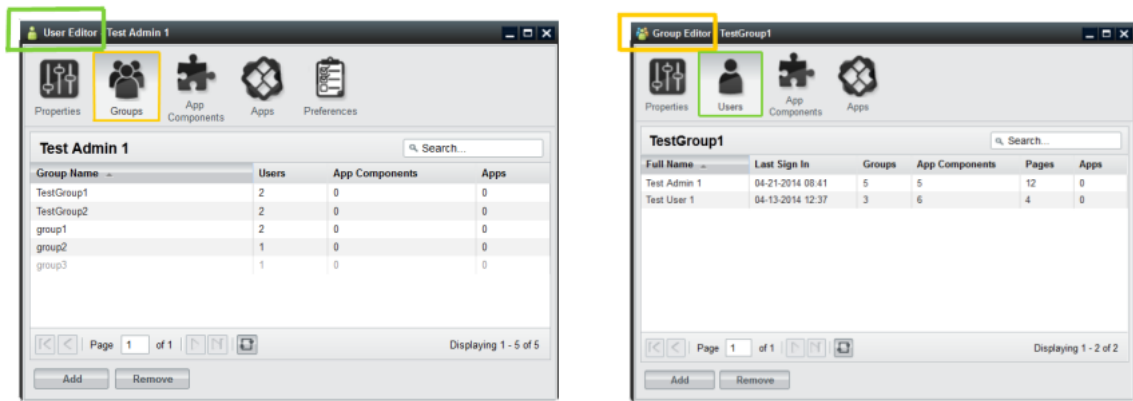 User Editor Test Admin 1
Properties Groups App Components Apps Preferences
Test Admin 1 Search...
Group Name Users App Components Apps
TestGroup1 2 0 0
TestGroup2 2 0 0
group1 2 0 0
group2 1 0 0
group3 1 0 0
Page 1 of 1 Displaying 1 - 5 of 5
Add Remove
Group Editor TestGroup1
Properties Users App Components Apps
TestGroup1 Search...
Full Name Last Sign In Groups App Components Pages Apps
Test Admin 1 04-21-2014 08:41 5 5 12 0
Test User 1 04-13-2014 12:37 3 6 4 0
Page 1 of 1 Displaying 1 - 2 of 2
Add Remove